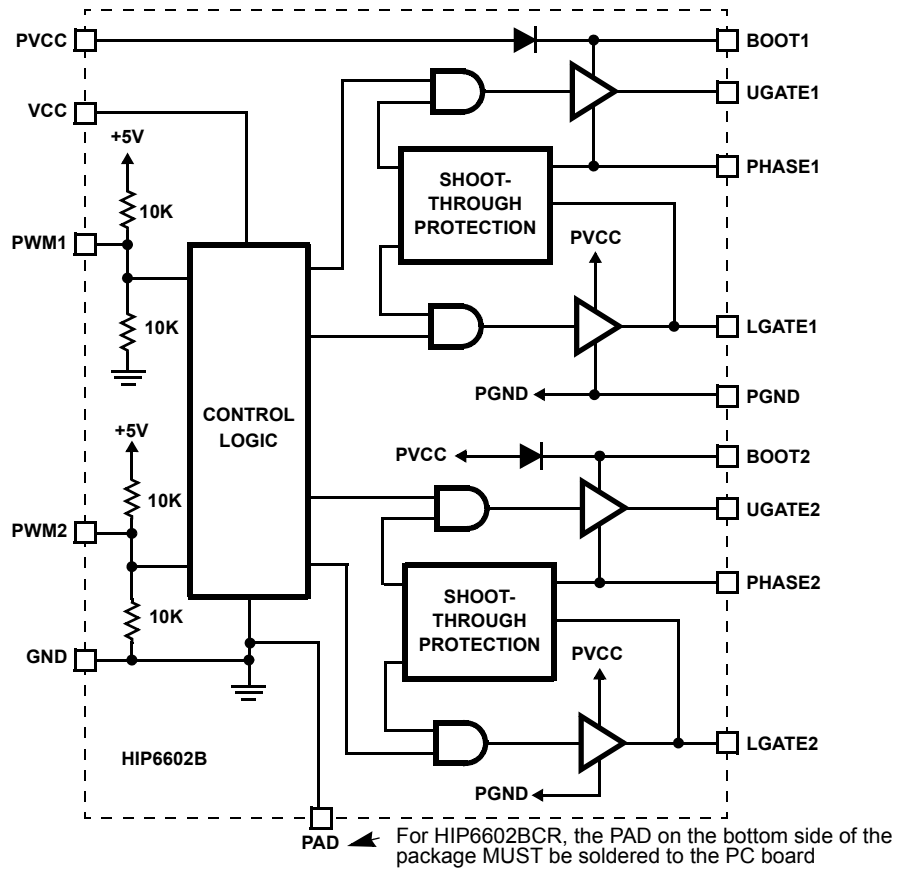 PVCC
BOOT1
UGATE1
VCC
+5V
10K
SHOOT-
THROUGH
PROTECTION
PHASE1
PWM1
PVCC
10K
LGATE1
PGND
PGND
CONTROL
LOGIC
+5V
PVCC
BOOT2
10K
UGATE2
PWM2
PHASE2
SHOOT-
THROUGH
PROTECTION
10K
GND
PVCC
LGATE2
HIP6602B
PGND
PAD
For HIP6602BCR, the PAD on the bottom side of the
package MUST be soldered to the PC board